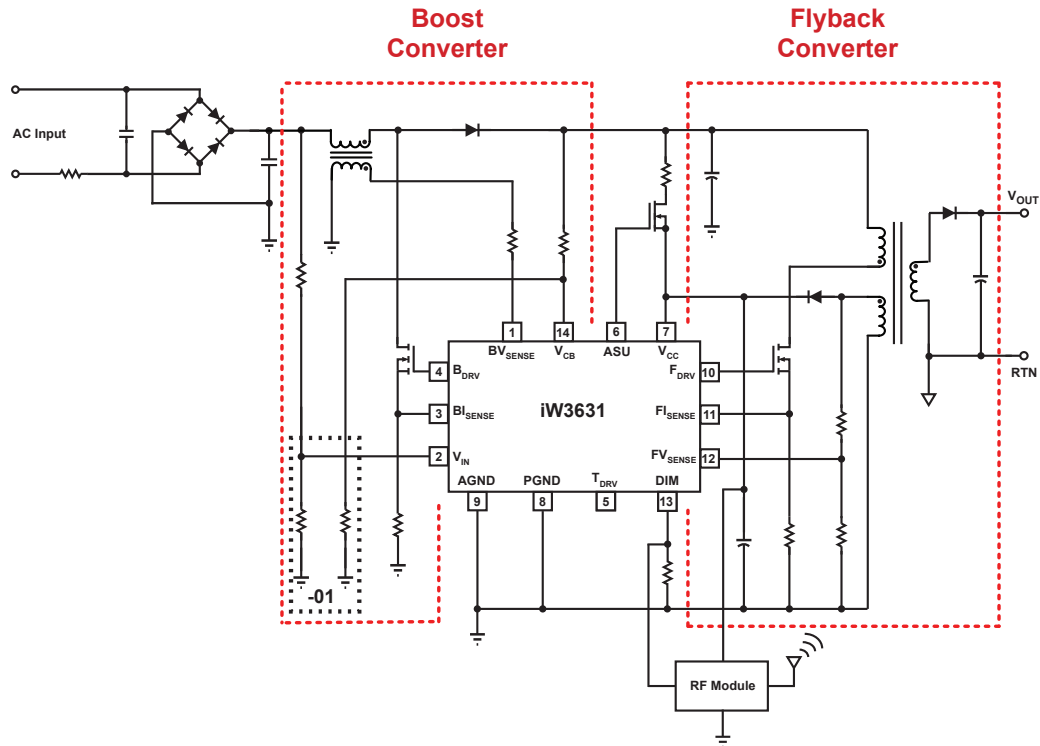 Boost
Converter
Flyback
Converter
AC Input
VOUT
RTN
1
14
6
7
BVSENSE
VCB
ASU
VCC
4
BDRV
FDRV
10
3
BISENSE
iW3631
FISENSE
11
2
VIN
FVSENSE
12
AGND
PGND
TDRV
DIM
9
8
5
13
-01
RF Module